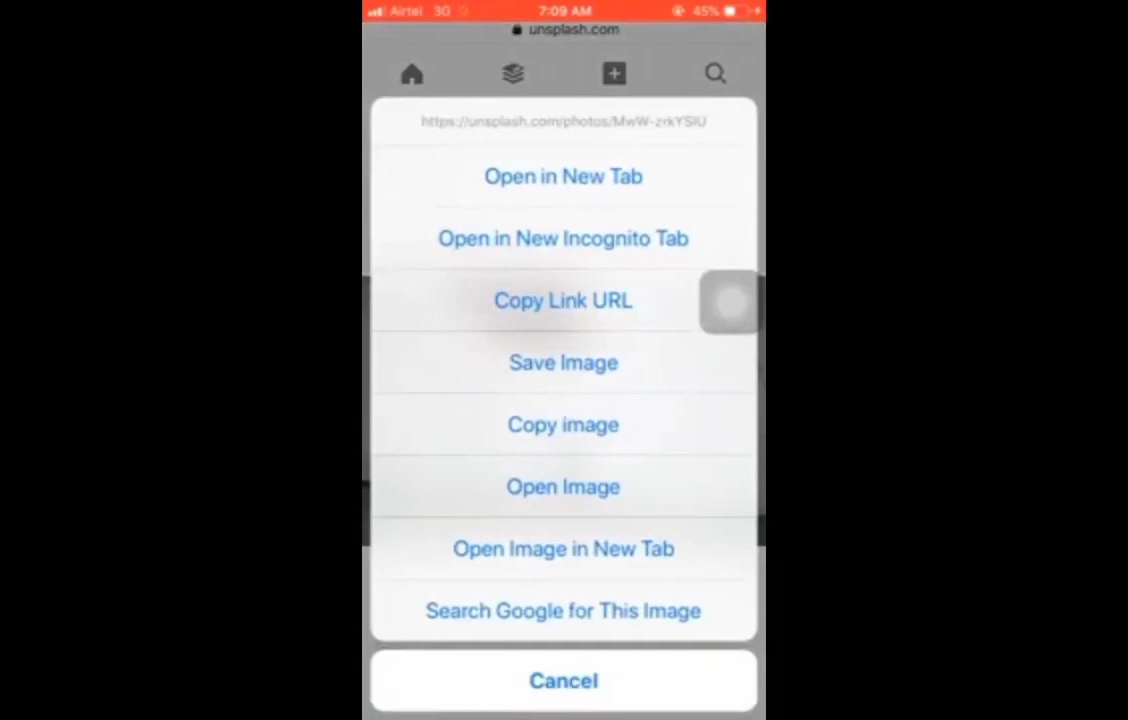 Airtel 3G 7:09 AM 45%
unsplash.com
https://unsplash.com/photos/MwW-zrkYSIU
Open in New Tab
Open in New Incognito Tab
Copy Link URL
Save Image
Copy image
Open Image
Open Image in New Tab
Search Google for This Image
Cancel